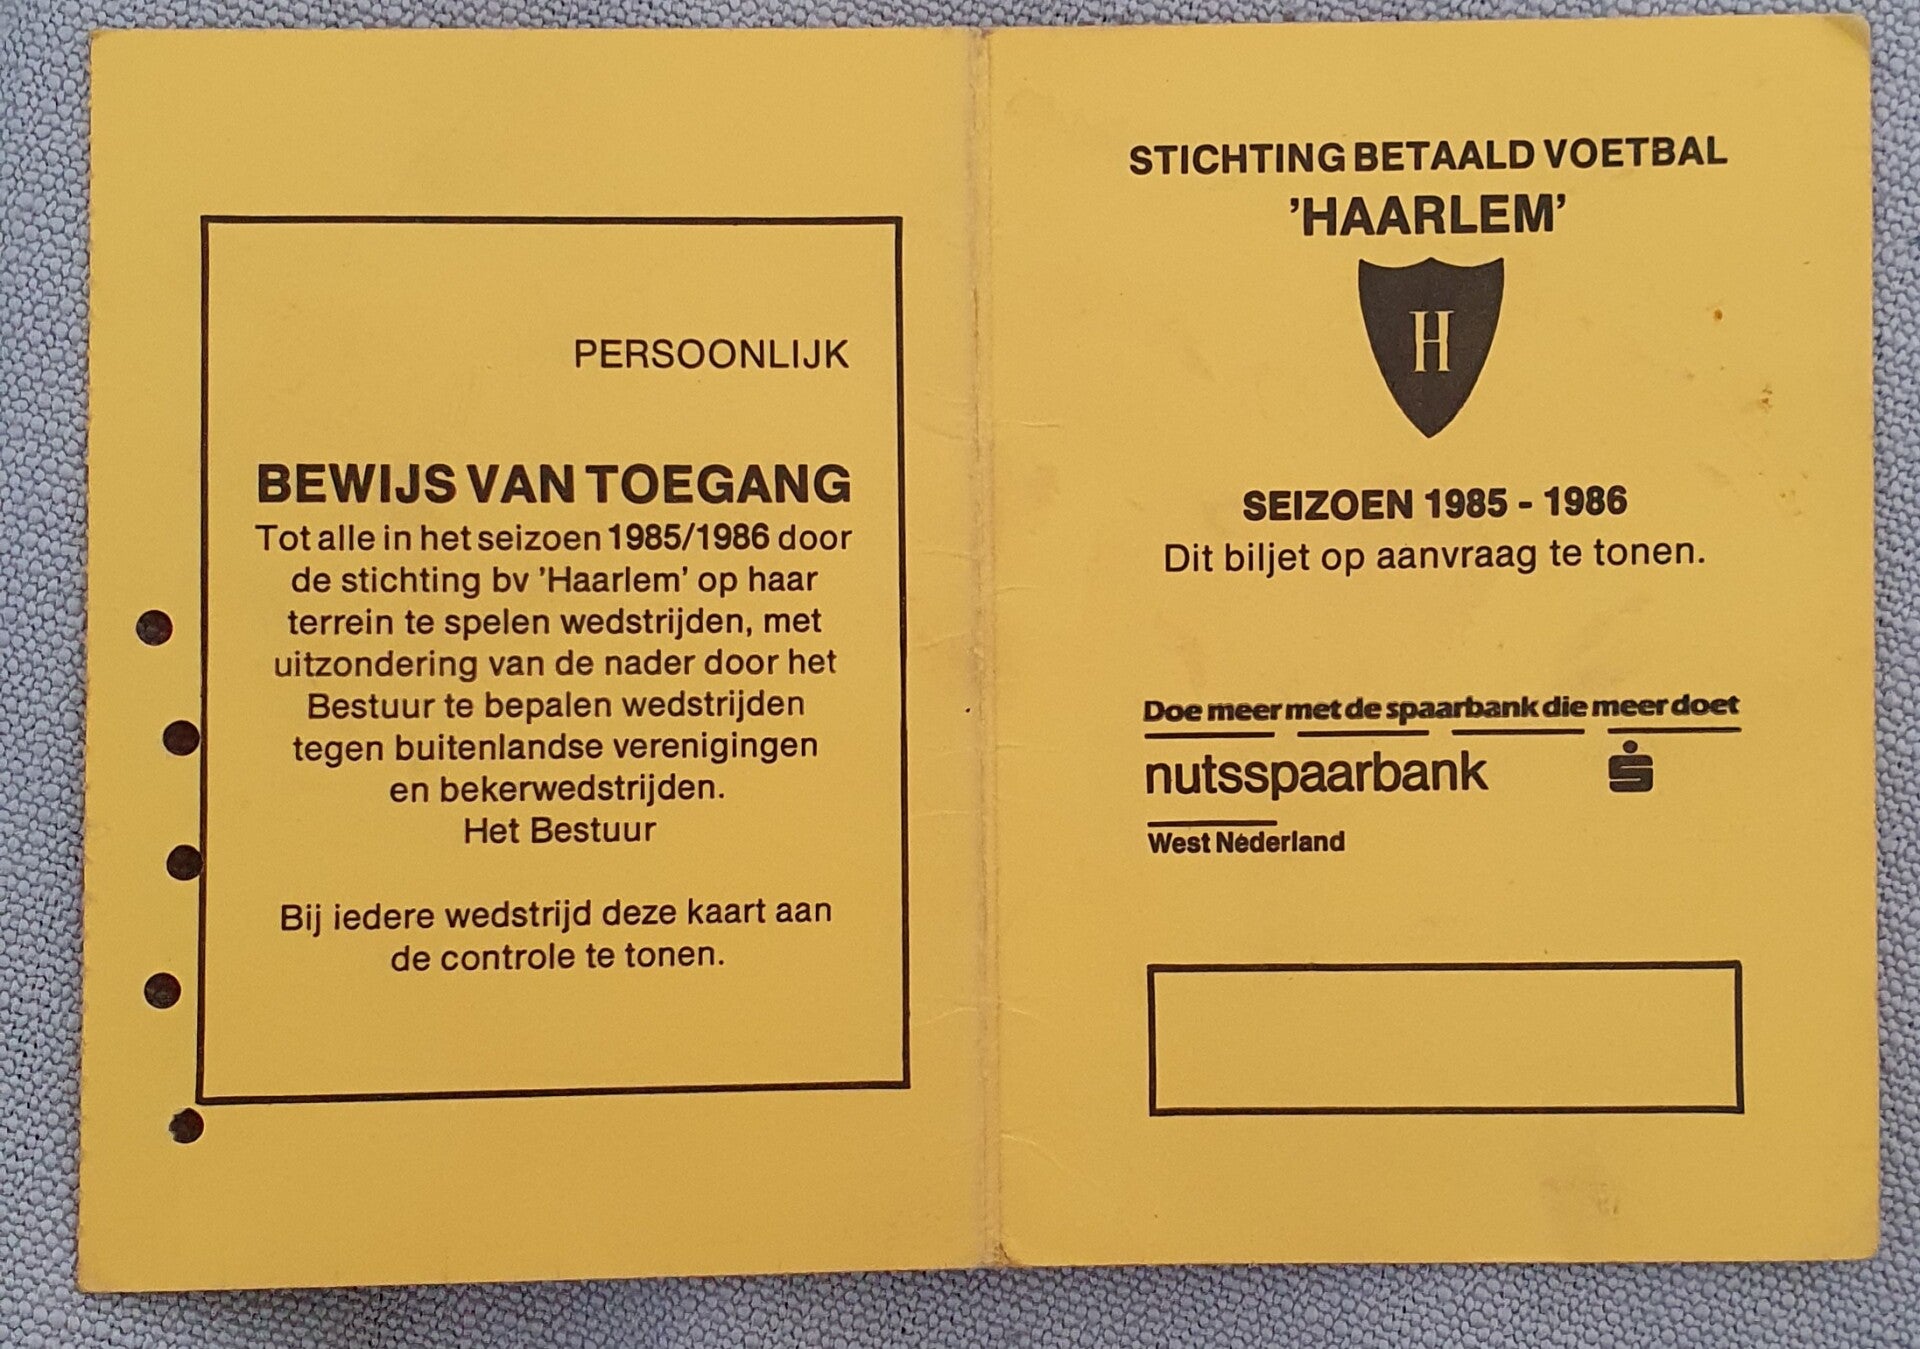 PERSOONLIJK
BEWIJS VAN TOEGANG
Tot alle in het seizoen 1985/1986 door
de stichting bv 'Haarlem' op haar
terrein te spelen wedstrijden, met
uitzondering van de nader door het
Bestuur te bepalen wedstrijden
tegen buitenlandse verenigingen
en bekerwedstrijden.
Het Bestuur
Bij iedere wedstrijd deze kaart aan
de controle te tonen.
STICHTING BETAALD VOETBAL
’HAARLEM’
H
SEIZOEN 1985 - 1986
Dit biljet op aanvraag te tonen.
Doe meer met de spaarbank die meer doet
nutsspaarbank
West Nederland